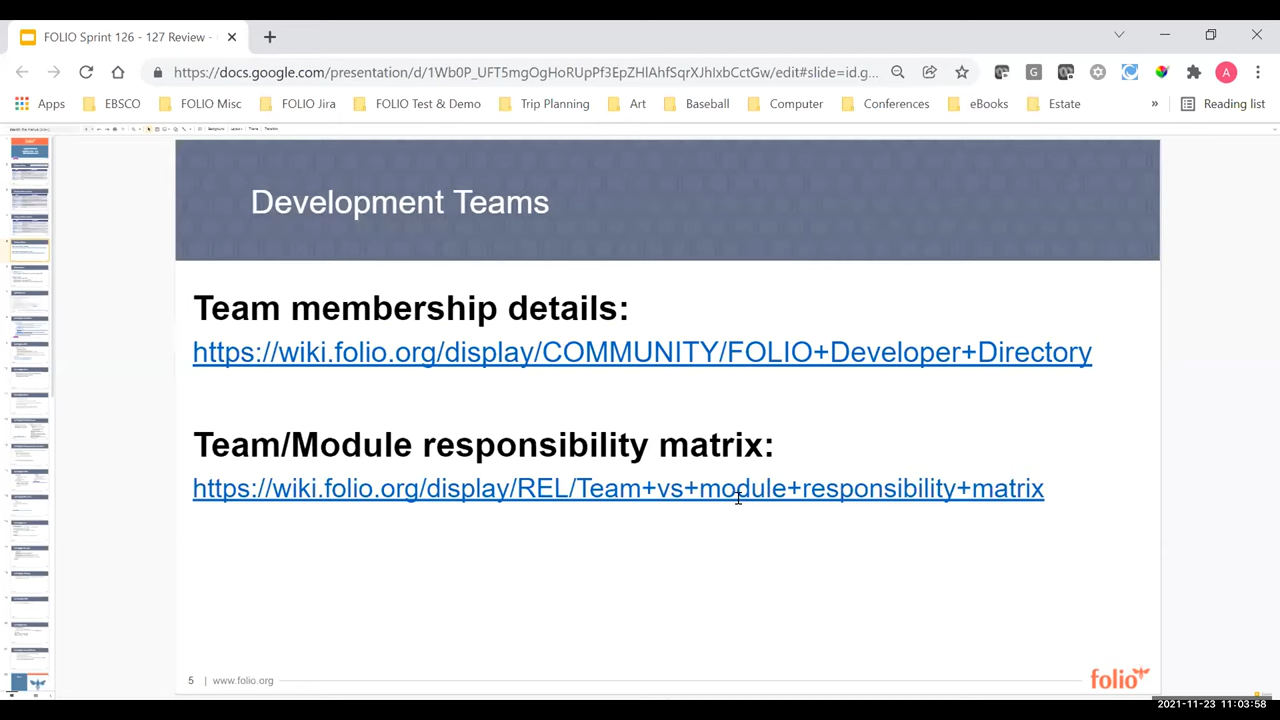 FOLIO Sprint 126 - 127 Review -
https://docs.google.com/presentation/d/1Wb0P_UFT5mgOgHoRUpPf3EpZHlAhfSqrXJhIxbCctGw/edit#slide=id.g...
A
Apps EBSCO FOLIO Misc FOLIO Jira FOLIO Test & Demo Trip Planning Art Baseball Computer Conferences eBooks Estate » Reading list
Development Teams
Team membership details:
https://wiki.folio.org/display/COMMUNITY/FOLIO+Developer+Directory
Team/Module responsibility matrix:
https://wiki.folio.org/display/REL/Team+vs+module+responsibility+matrix
5 | www.folio.org
folio
2021-11-23 11:03:58